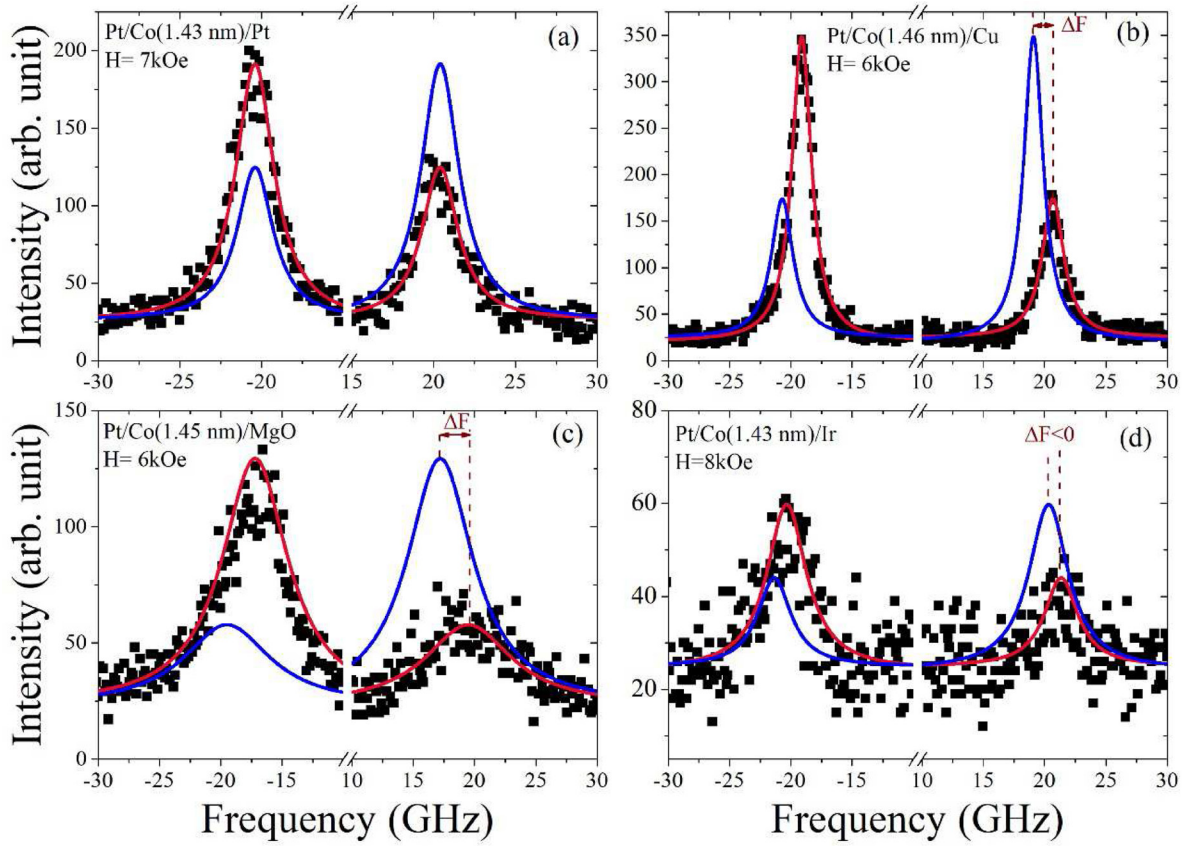 Intensity (arb. unit)
Pt/Co(1.43 nm)/Pt
H= 7kOe
(a)
200
150
100
50
0
-30 -25 -20 15 20 25 30
Pt/Co(1.46 nm)/Cu
H= 6kOe
ΔF
(b)
350
300
250
200
150
100
50
0
-30 -25 -20 -15 10 15 20 25 30
Intensity (arb. unit)
Pt/Co(1.45 nm)/MgO
H= 6kOe
ΔF
(c)
150
100
50
0
-30 -25 -20 -15 10 15 20 25 30
Frequency (GHz)
Pt/Co(1.43 nm)/Ir
H=8kOe
ΔF<0
(d)
80
60
40
20
-30 -25 -20 -15 10 15 20 25 30
Frequency (GHz)